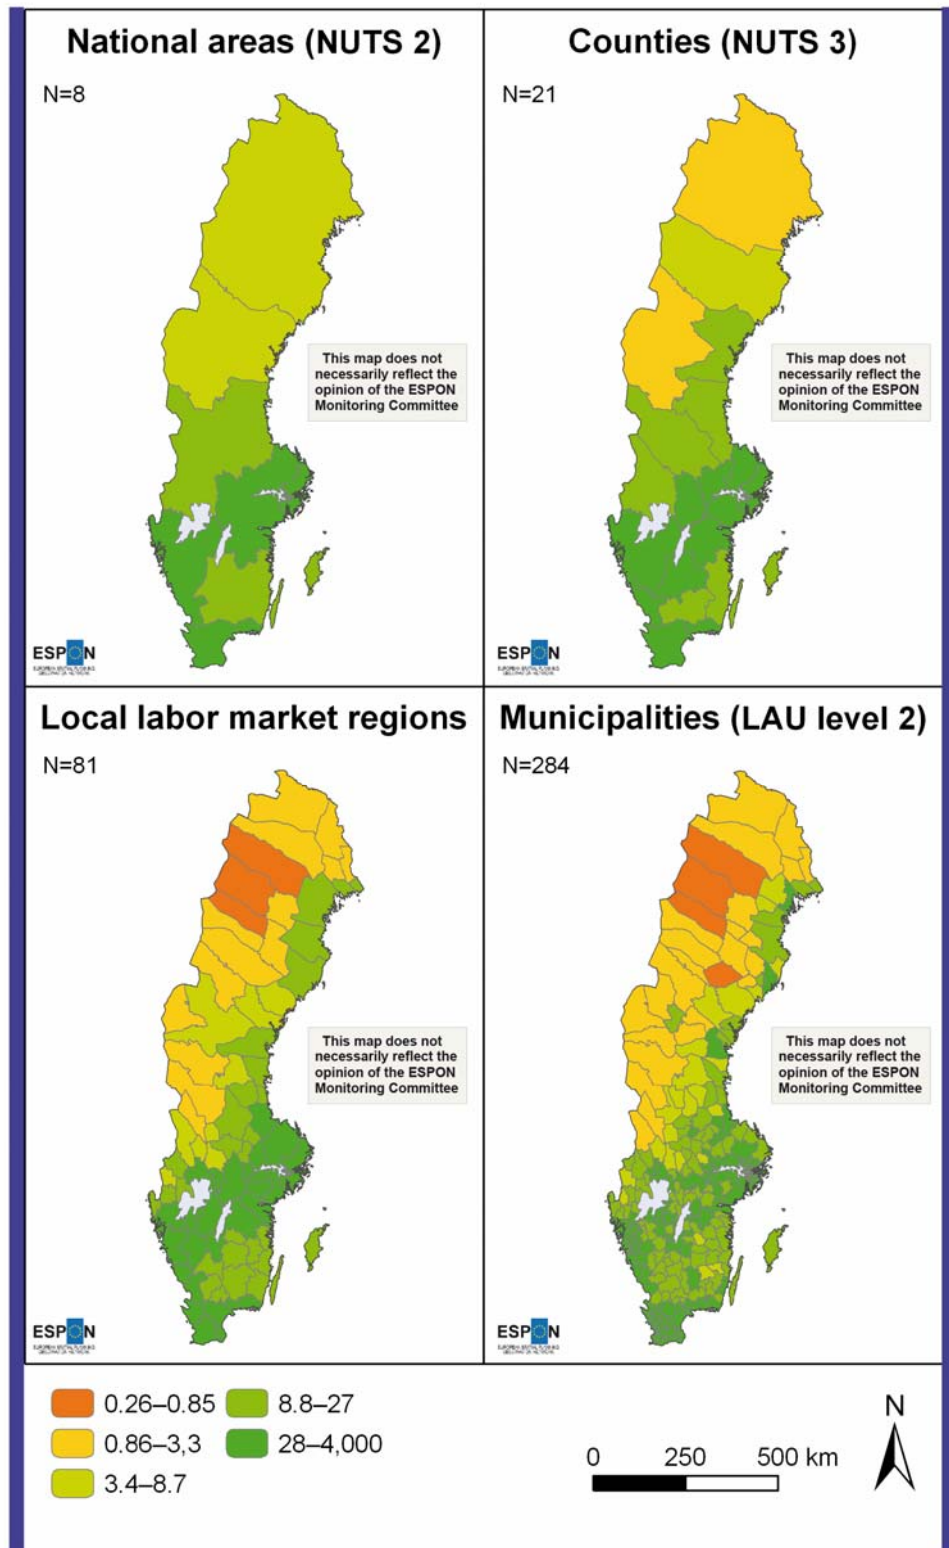 National areas (NUTS 2)
N=8
This map does not
necessarily reflect the
opinion of the ESPON
Monitoring Committee
ESPON
Counties (NUTS 3)
N=21
This map does not
necessarily reflect the
opinion of the ESPON
Monitoring Committee
ESPON
Local labor market regions
N=81
This map does not
necessarily reflect the
opinion of the ESPON
Monitoring Committee
ESPON
Municipalities (LAU level 2)
N=284
This map does not
necessarily reflect the
opinion of the ESPON
Monitoring Committee
ESPON
0.26–0.85
0.86–3,3
3.4–8.7
8.8–27
28–4,000
0 250 500 km
N